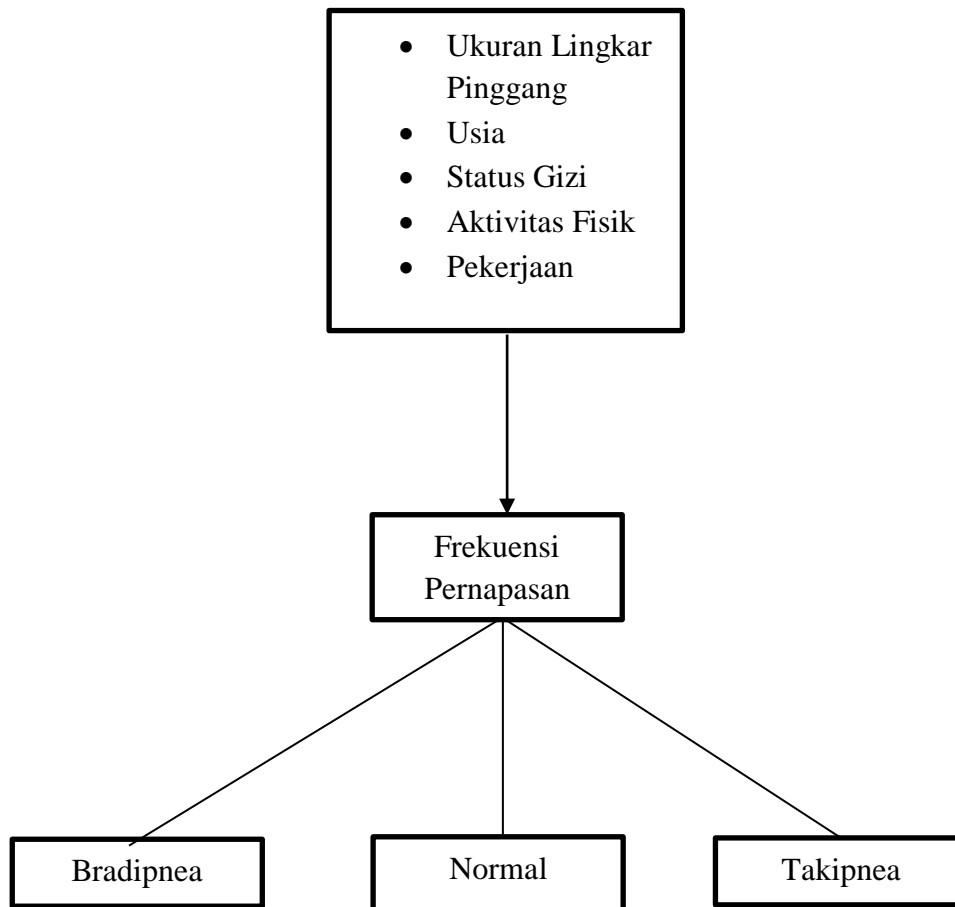 • Ukuran Lingkar
Pinggang
• Usia
• Status Gizi
• Aktivitas Fisik
• Pekerjaan
Frekuensi
Pernapasan
Bradipnea
Normal
Takipnea